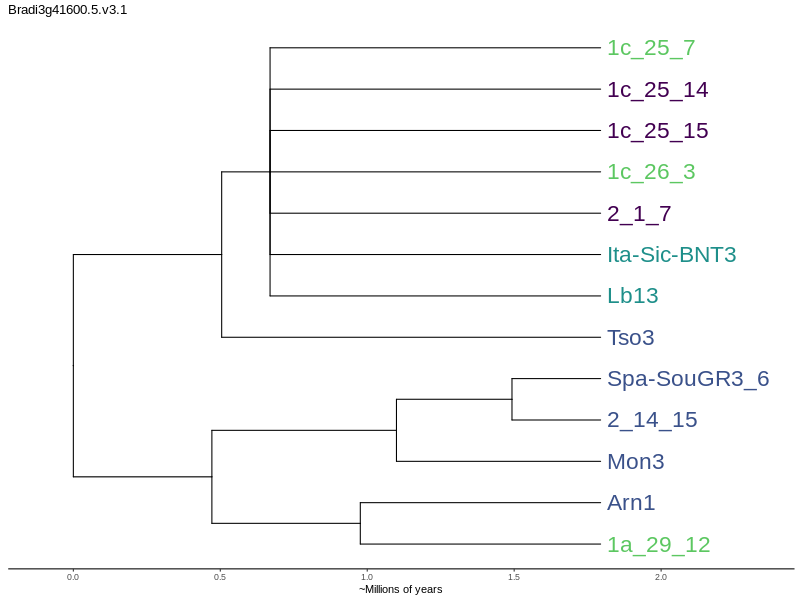 Bradi3g41600.5.v3.1
1c_25_7
1c_25_14
1c_25_15
1c_26_3
2_1_7
Ita-Sic-BNT3
Lb13
Tso3
Spa-SouGR3_6
2_14_15
Mon3
Arn1
1a_29_12
0.0 0.5 1.0 1.5 2.0
~Millions of years